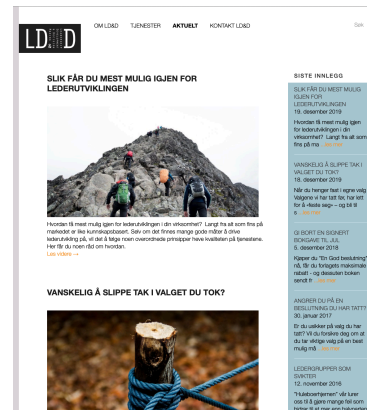 LD&D
OM LD&D
TJENESTER
AKTUELT
KONTAKT LD&D
Søk
SLIK FÅR DU MEST MULIG IGJEN FOR
LEDERUTVIKLINGEN
Hvordan få mest mulig igjen for lederutviklingen i din virksomhet? Langt fra alt som fins på
markedet er like kunnskapsbasert. Selv om det finnes mange gode måter å drive
lederutvikling på, vil det å følge noen overordnede prinsipper heve kvaliteten på tjenestene.
Her får du noen råd om hvordan.
Les videre →
VANSKELIG Å SLIPPE TAK I VALGET DU TOK?
SISTE INNLEGG
SLIK FÅR DU MEST MULIG
IGJEN FOR
LEDERUTVIKLINGEN
19. desember 2019
Hvordan få mest mulig igjen
for lederutviklingen i din
virksomhet? Langt fra alt som
fins på ma
VANSKELIG Å SLIPPE TAK I
VALGET DU TOK?
18. desember 2019
Når du henger fast i egne valg
Valgene vi har tatt før, har lett
for å «feste seg» – og bli til
s
GI BORT EN SIGNERT
BOKGAVE TIL JUL
5. desember 2018
Kjøper du "En God beslutning"
nå, får du forlagets maksimale
rabatt - og dessuten boken
sendt fr
ANGRER DU PÅ EN
BESLUTNING DU HAR TATT?
30. januar 2017
Er du usikker på valg du har
tatt? Vil du forsikre deg om at
du tar viktige valg på en best
mulig må
LEDERGRUPPER SOM
SVIKTER
12. november 2016
"Huleboerhjernen" vår lurer
oss til å gjøre mange feil som